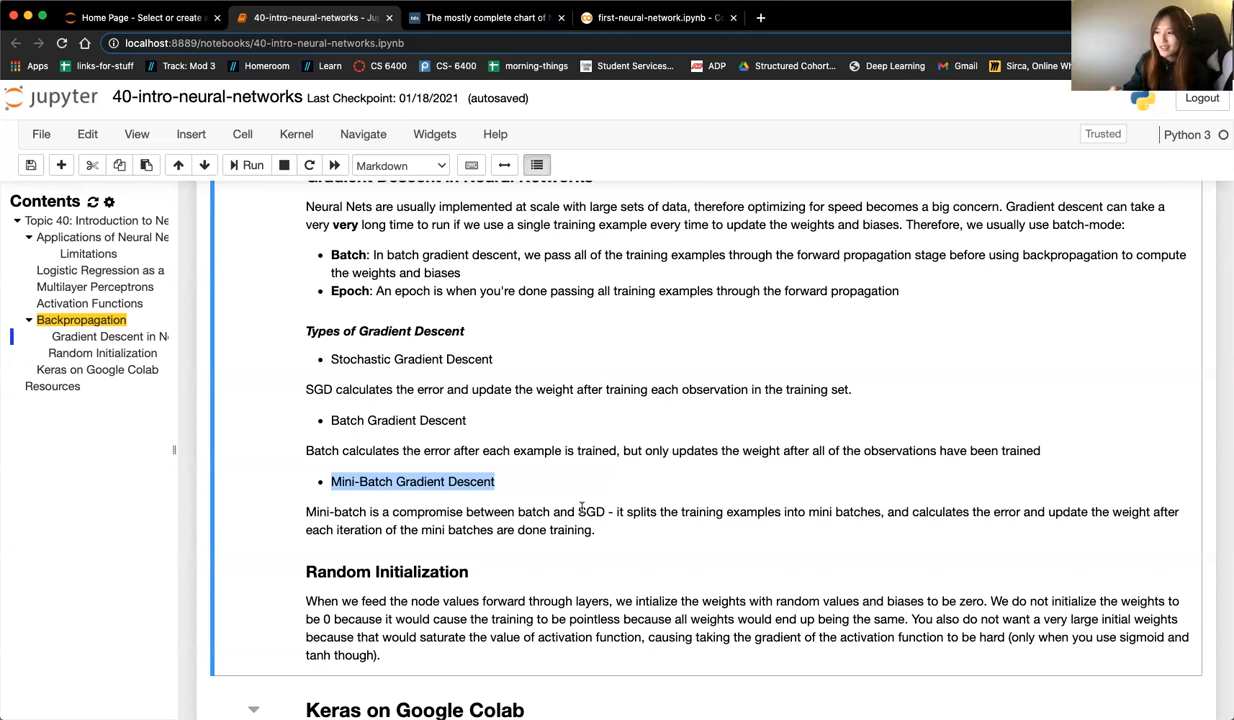 Home Page - Select or create a
40-intro-neural-networks - Jup
The mostly complete chart of N
first-neural-network.ipynb - Co
localhost:8889/notebooks/40-intro-neural-networks.ipynb
Apps
links-for-stuff
Track: Mod 3
Homeroom
Learn
CS 6400
CS- 6400
morning-things
Student Services...
ADP
Structured Cohort...
Deep Learning
Gmail
Sirca, Online Wh
jupyter
40-intro-neural-networks
Last Checkpoint: 01/18/2021
(autosaved)
Logout
File
Edit
View
Insert
Cell
Kernel
Navigate
Widgets
Help
Trusted
Python 3
Run
Markdown
Contents
Topic 40: Introduction to Ne
Applications of Neural Ne
Limitations
Logistic Regression as a
Multilayer Perceptrons
Activation Functions
Backpropagation
Gradient Descent in N
Random Initialization
Keras on Google Colab
Resources
Gradient Descent in Neural Networks
Neural Nets are usually implemented at scale with large sets of data, therefore optimizing for speed becomes a big concern. Gradient descent can take a
very very long time to run if we use a single training example every time to update the weights and biases. Therefore, we usually use batch-mode:
• Batch: In batch gradient descent, we pass all of the training examples through the forward propagation stage before using backpropagation to compute
the weights and biases
• Epoch: An epoch is when you're done passing all training examples through the forward propagation
Types of Gradient Descent
• Stochastic Gradient Descent
SGD calculates the error and update the weight after training each observation in the training set.
• Batch Gradient Descent
Batch calculates the error after each example is trained, but only updates the weight after all of the observations have been trained
• Mini-Batch Gradient Descent
Mini-batch is a compromise between batch and SGD - it splits the training examples into mini batches, and calculates the error and update the weight after
each iteration of the mini batches are done training.
Random Initialization
When we feed the node values forward through layers, we intialize the weights with random values and biases to be zero. We do not initialize the weights to
be 0 because it would cause the training to be pointless because all weights would end up being the same. You also do not want a very large initial weights
because that would saturate the value of activation function, causing taking the gradient of the activation function to be hard (only when you use sigmoid and
tanh though).
Keras on Google Colab